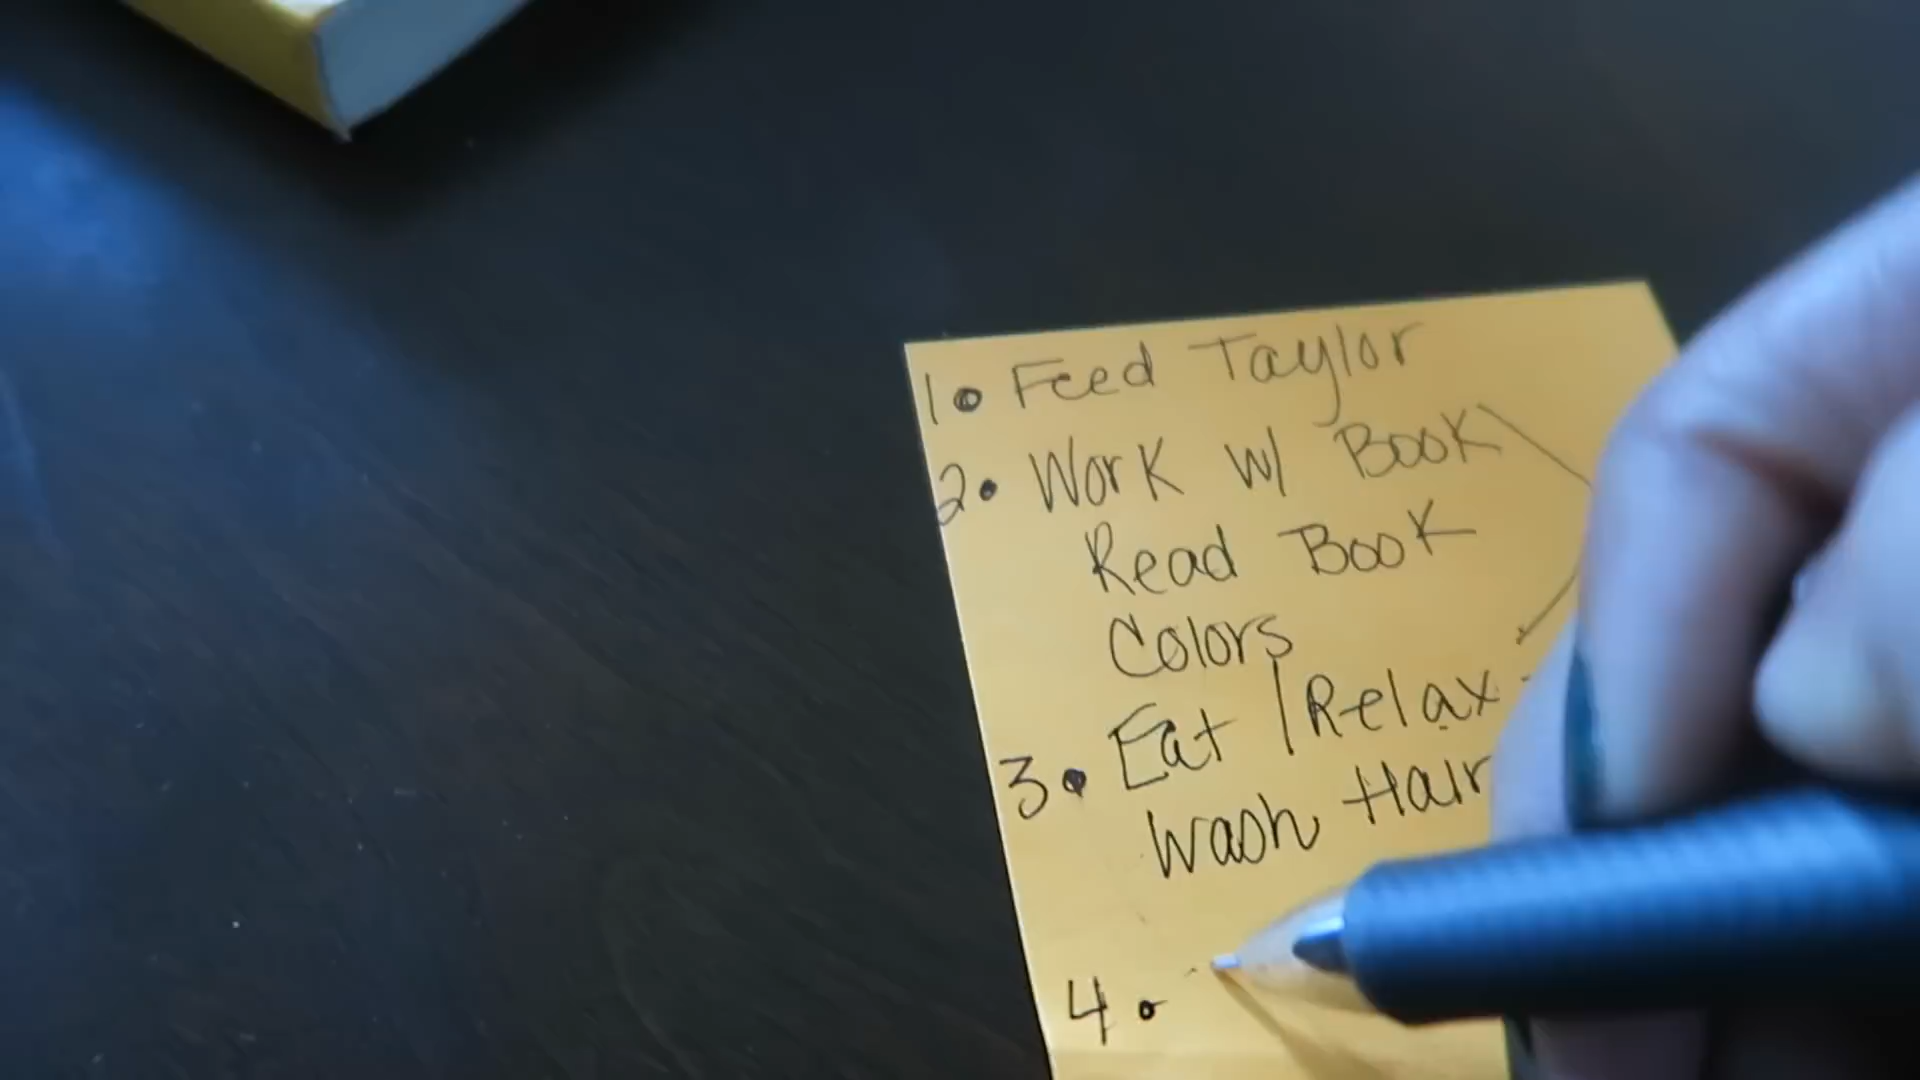 1. Feed Taylor
2. Work w/ Book
Read Book
Colors
3. Eat / Relax
Wash Hair
4.